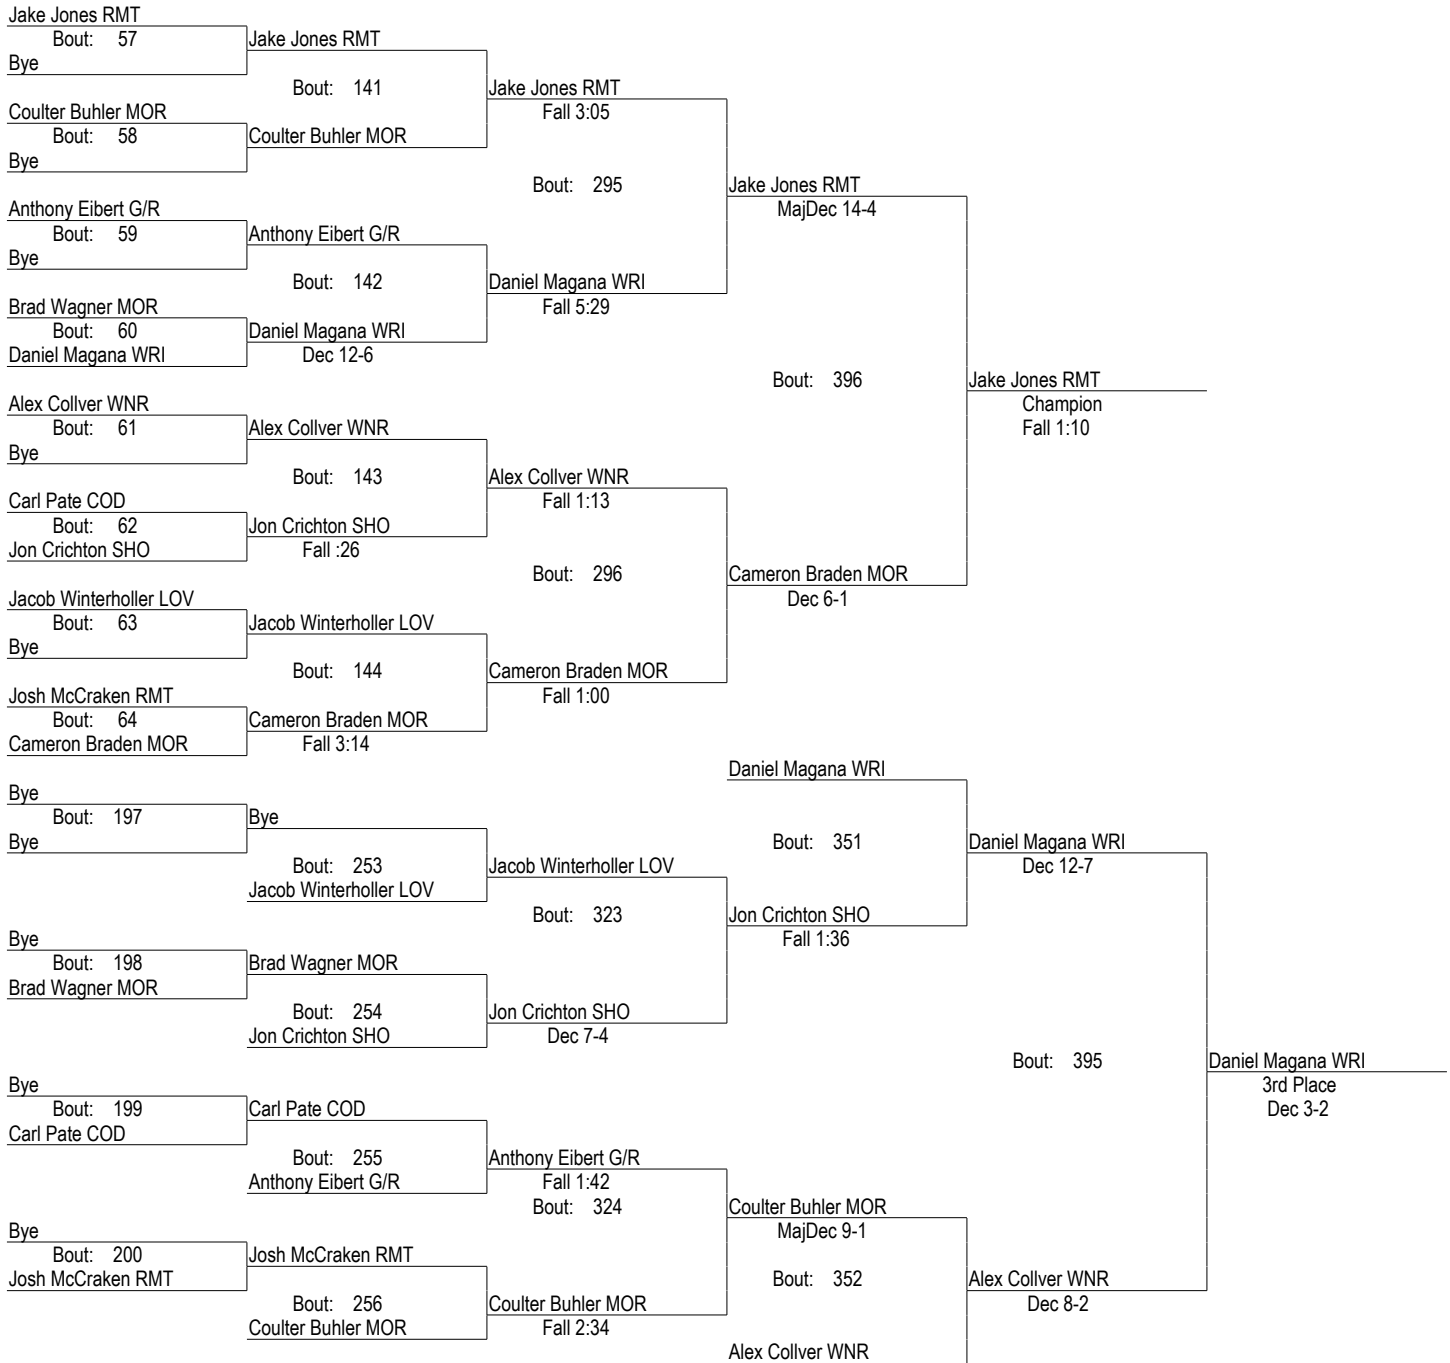 Jake Jones RMT
Bout: 57
Jake Jones RMT
Bye
Bout: 141
Jake Jones RMT
Coulter Buhler MOR
Fall 3:05
Bout: 58
Coulter Buhler MOR
Bye
Bout: 295
Jake Jones RMT
Anthony Eibert G/R
MajDec 14-4
Bout: 59
Anthony Eibert G/R
Bye
Bout: 142
Daniel Magana WRI
Brad Wagner MOR
Fall 5:29
Bout: 60
Daniel Magana WRI
Daniel Magana WRI
Dec 12-6
Bout: 396
Jake Jones RMT
Alex Collver WNR
Champion
Bout: 61
Alex Collver WNR
Fall 1:10
Bye
Bout: 143
Alex Collver WNR
Carl Pate COD
Fall 1:13
Bout: 62
Jon Crichton SHO
Jon Crichton SHO
Fall :26
Bout: 296
Cameron Braden MOR
Jacob Winterholler LOV
Dec 6-1
Bout: 63
Jacob Winterholler LOV
Bye
Bout: 144
Cameron Braden MOR
Josh McCraken RMT
Fall 1:00
Bout: 64
Cameron Braden MOR
Cameron Braden MOR
Fall 3:14
Daniel Magana WRI
Bye
Bout: 197
Bye
Bye
Bout: 351
Daniel Magana WRI
Bout: 253
Jacob Winterholler LOV
Dec 12-7
Jacob Winterholler LOV
Bout: 323
Jon Crichton SHO
Bye
Fall 1:36
Bout: 198
Brad Wagner MOR
Brad Wagner MOR
Bout: 254
Jon Crichton SHO
Jon Crichton SHO
Dec 7-4
Bout: 395
Daniel Magana WRI
Bye
3rd Place
Bout: 199
Carl Pate COD
Dec 3-2
Carl Pate COD
Bout: 255
Anthony Eibert G/R
Anthony Eibert G/R
Fall 1:42
Bout: 324
Coulter Buhler MOR
Bye
MajDec 9-1
Bout: 200
Josh McCraken RMT
Josh McCraken RMT
Bout: 352
Alex Collver WNR
Bout: 256
Coulter Buhler MOR
Dec 8-2
Coulter Buhler MOR
Fall 2:34
Alex Collver WNR